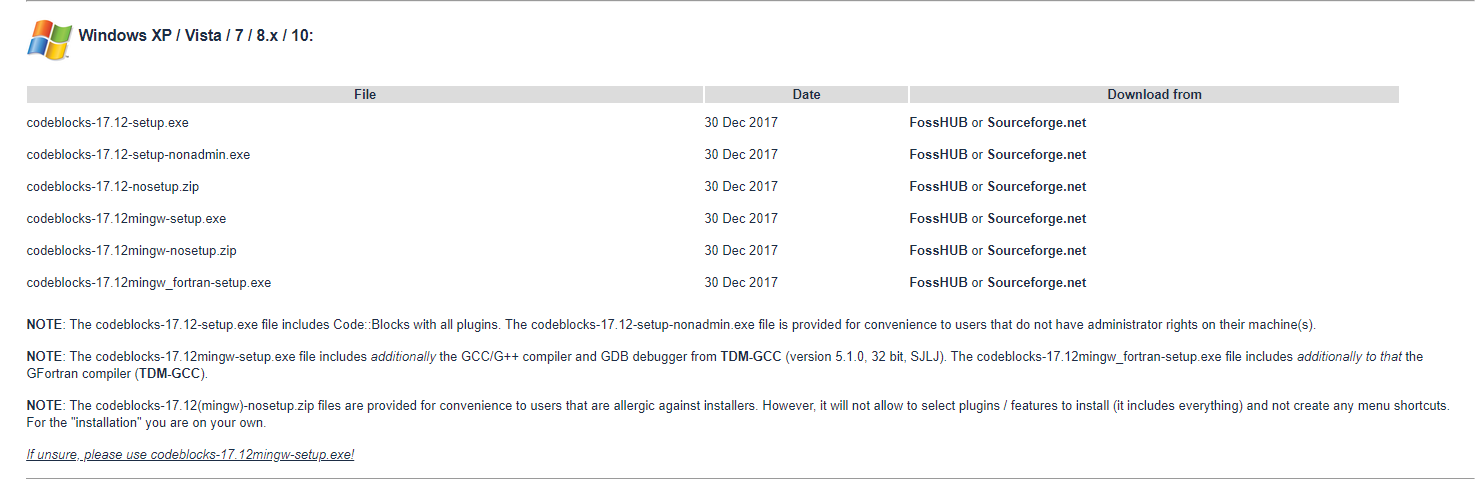 Windows XP / Vista / 7 / 8.x / 10:
File Date Download from
codeblocks-17.12-setup.exe 30 Dec 2017 FossHUB or Sourceforge.net
codeblocks-17.12-setup-nonadmin.exe 30 Dec 2017 FossHUB or Sourceforge.net
codeblocks-17.12-nosetup.zip 30 Dec 2017 FossHUB or Sourceforge.net
codeblocks-17.12mingw-setup.exe 30 Dec 2017 FossHUB or Sourceforge.net
codeblocks-17.12mingw-nosetup.zip 30 Dec 2017 FossHUB or Sourceforge.net
codeblocks-17.12mingw_fortran-setup.exe 30 Dec 2017 FossHUB or Sourceforge.net
NOTE: The codeblocks-17.12-setup.exe file includes Code::Blocks with all plugins. The codeblocks-17.12-setup-nonadmin.exe file is provided for convenience to users that do not have administrator rights on their machine(s).
NOTE: The codeblocks-17.12mingw-setup.exe file includes additionally the GCC/G++ compiler and GDB debugger from TDM-GCC (version 5.1.0, 32 bit, SJLJ). The codeblocks-17.12mingw_fortran-setup.exe file includes additionally to that the
GFortran compiler (TDM-GCC).
NOTE: The codeblocks-17.12(mingw)-nosetup.zip files are provided for convenience to users that are allergic against installers. However, it will not allow to select plugins / features to install (it includes everything) and not create any menu shortcuts.
For the "installation" you are on your own.
If unsure, please use codeblocks-17.12mingw-setup.exe!